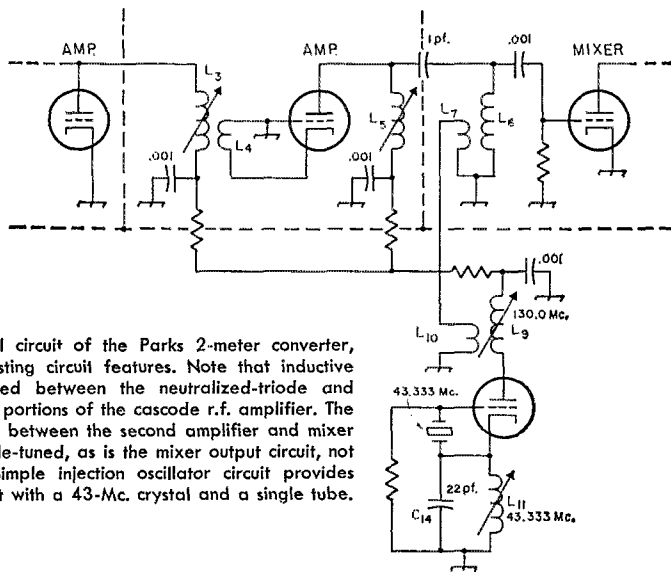 AMP.
AMP.
1pf.
.001
MIXER
L3
L4
L5
L7
L6
.001
.001
.001
L10
L9
130.0 Mc.
43.333 Mc.
22pf.
C14
L11
43.333 Mc.
l circuit of the Parks 2-meter converter,
sting circuit features. Note that inductive
ed between the neutralized-triode and
portions of the cascode r.f. amplifier. The
between the second amplifier and mixer
le-tuned, as is the mixer output circuit, not
imple injection oscillator circuit provides
t with a 43-Mc. crystal and a single tube.